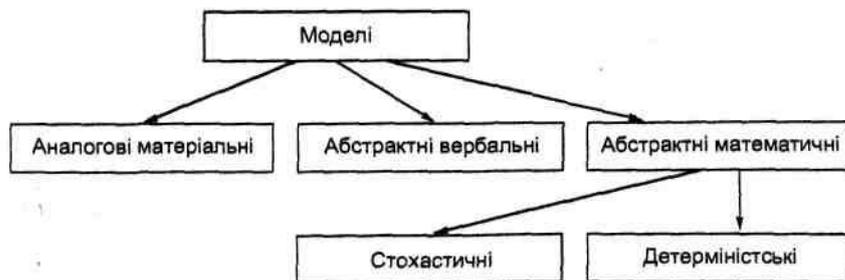 Моделі
Аналогові матеріальні
Абстрактні вербальні
Абстрактні математичні
Стохастичні
Детерміністські